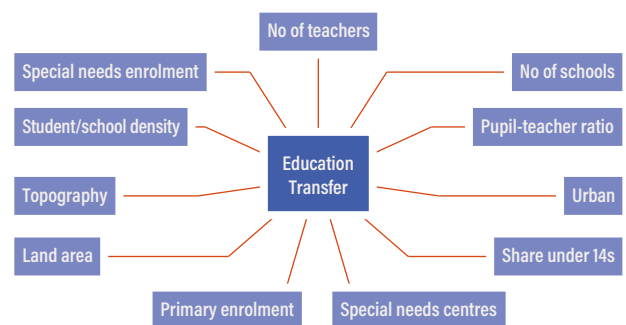 No of teachers
Special needs enrolment
No of schools
Student/school density
Pupil-teacher ratio
Education
Transfer
Topography
Urban
Land area
Share under 14s
Primary enrolment
Special needs centres